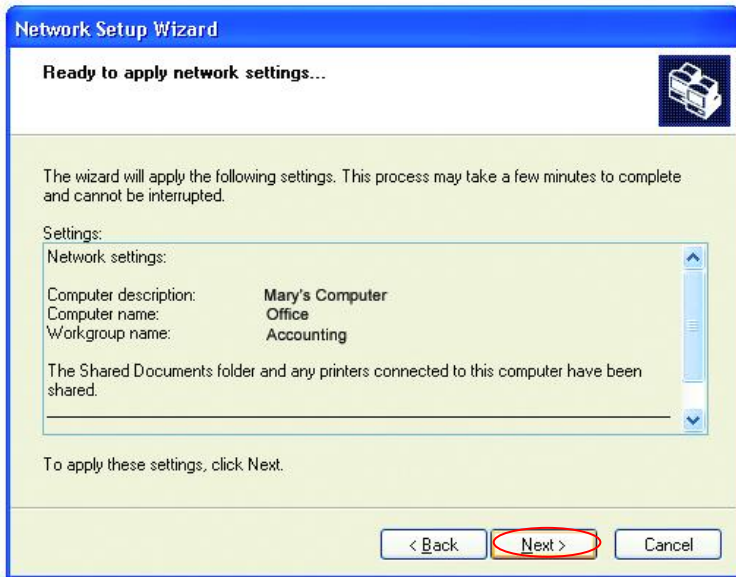 Network Setup Wizard
Ready to apply network settings...
The wizard will apply the following settings. This process may take a few minutes to complete
and cannot be interrupted.
Settings:
Network settings:
Computer description: Mary's Computer
Computer name: Office
Workgroup name: Accounting
The Shared Documents folder and any printers connected to this computer have been
shared.
To apply these settings, click Next.
< Back Next > Cancel